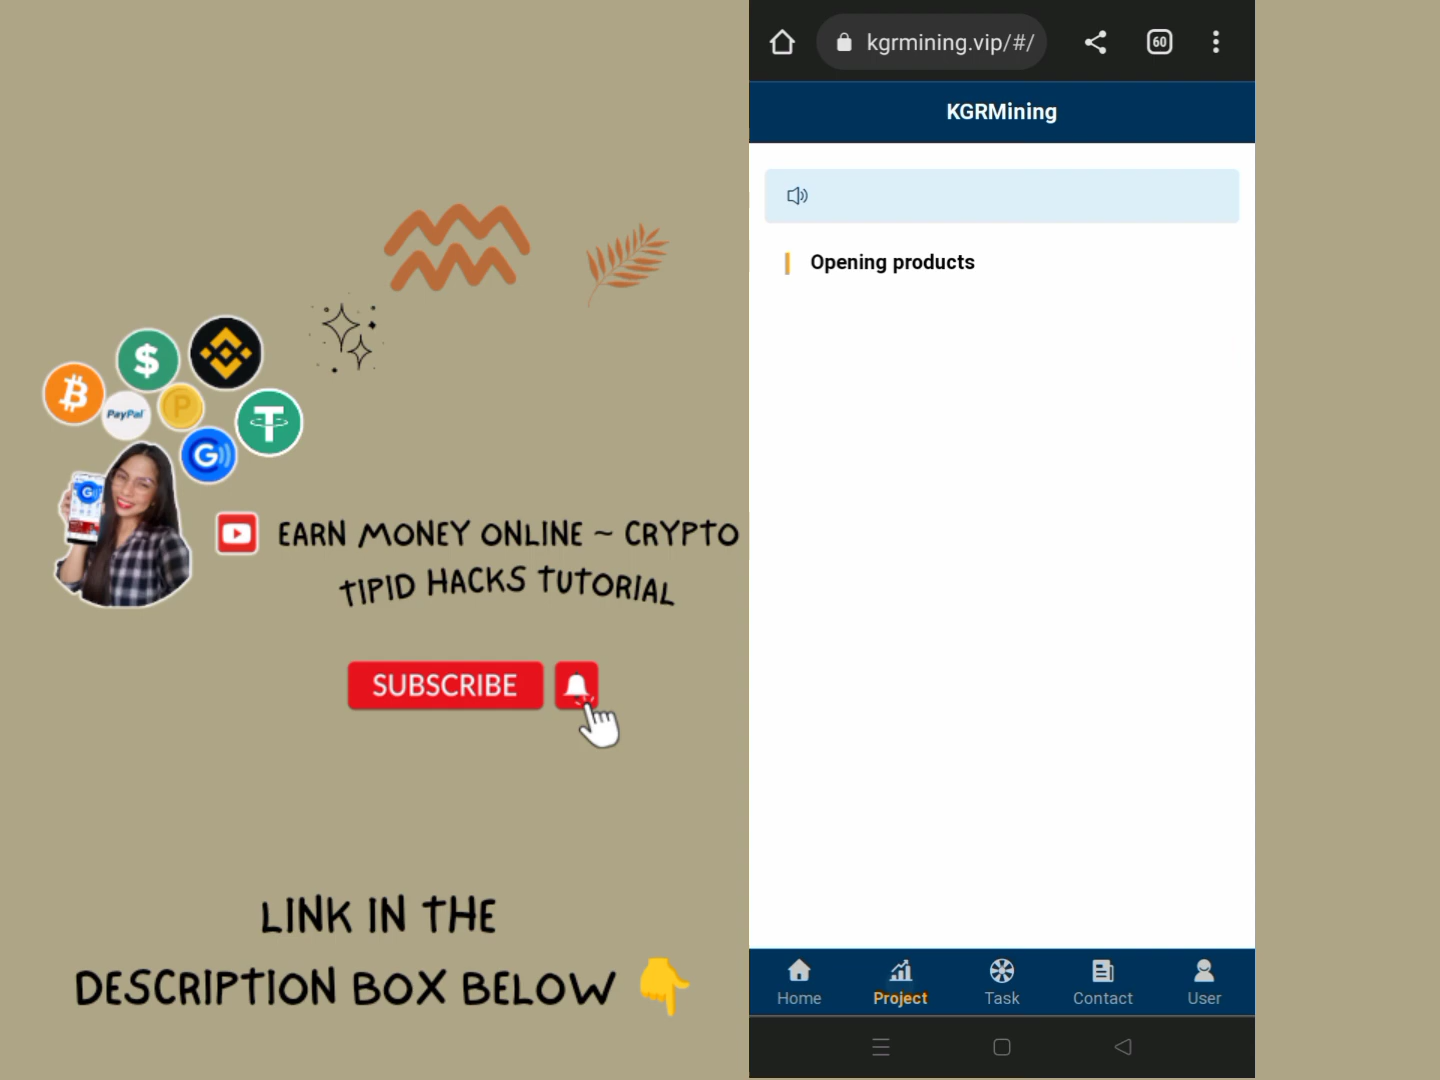 EARN MONEY ONLINE ~ CRYPTO
TIPID HACKS TUTORIAL
SUBSCRIBE
LINK IN THE
DESCRIPTION BOX BELOW
PayPal
P
G
kgrmining.vip/#/
60
KGRMining
Opening products
Home
Project
Task
Contact
User